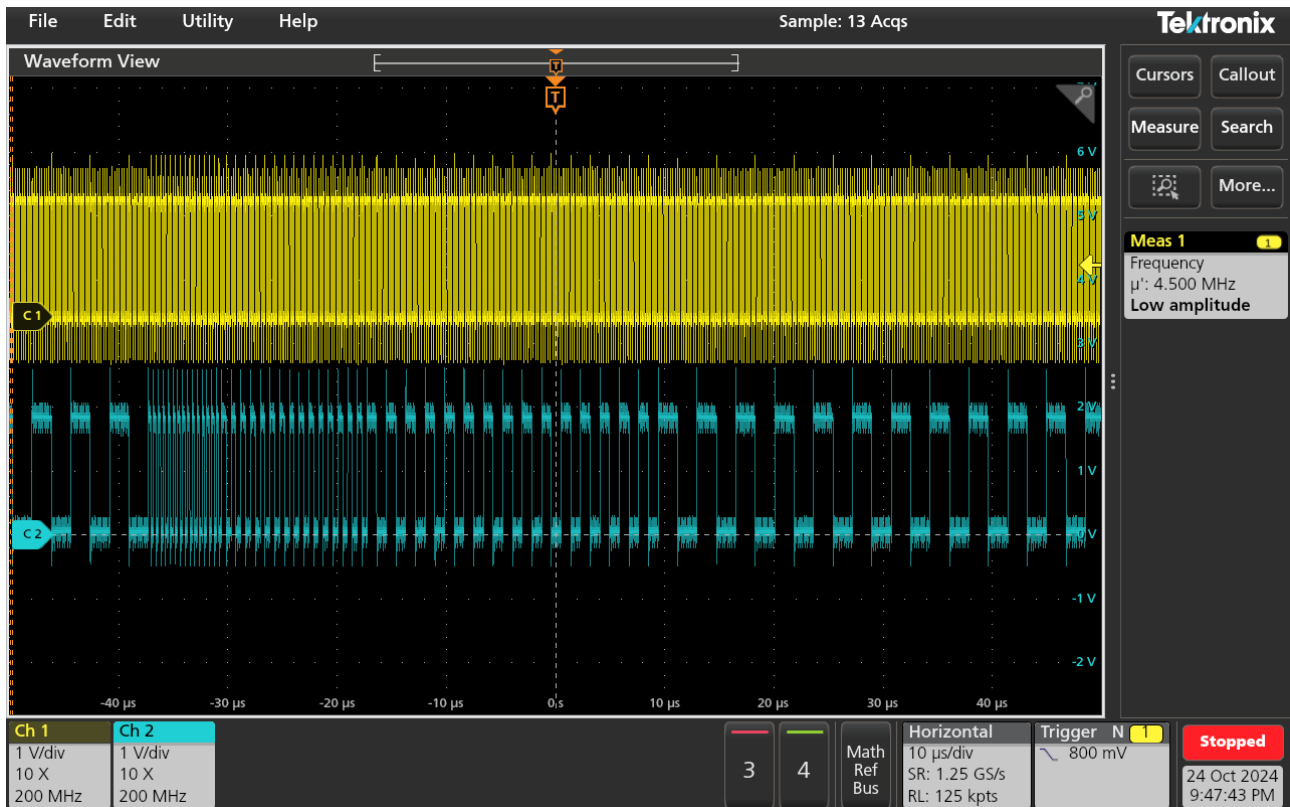 File Edit Utility Help Sample: 13 Acqs Tektronix
Waveform View
Cursors Callout
Measure Search
More...
Meas 1 1
Frequency
µ': 4.500 MHz
Low amplitude
T
T
6 V
5 V
4 V
3 V
2 V
1 V
0 V
-1 V
-2 V
C 1
C 2
-40 µs -30 µs -20 µs -10 µs 0 s 10 µs 20 µs 30 µs 40 µs
Ch 1
1 V/div
10 X
200 MHz
Ch 2
1 V/div
10 X
200 MHz
3 4
Math
Ref
Bus
Horizontal
10 µs/div
SR: 1.25 GS/s
RL: 125 kpts
Trigger N 1
800 mV
Stopped
24 Oct 2024
9:47:43 PM